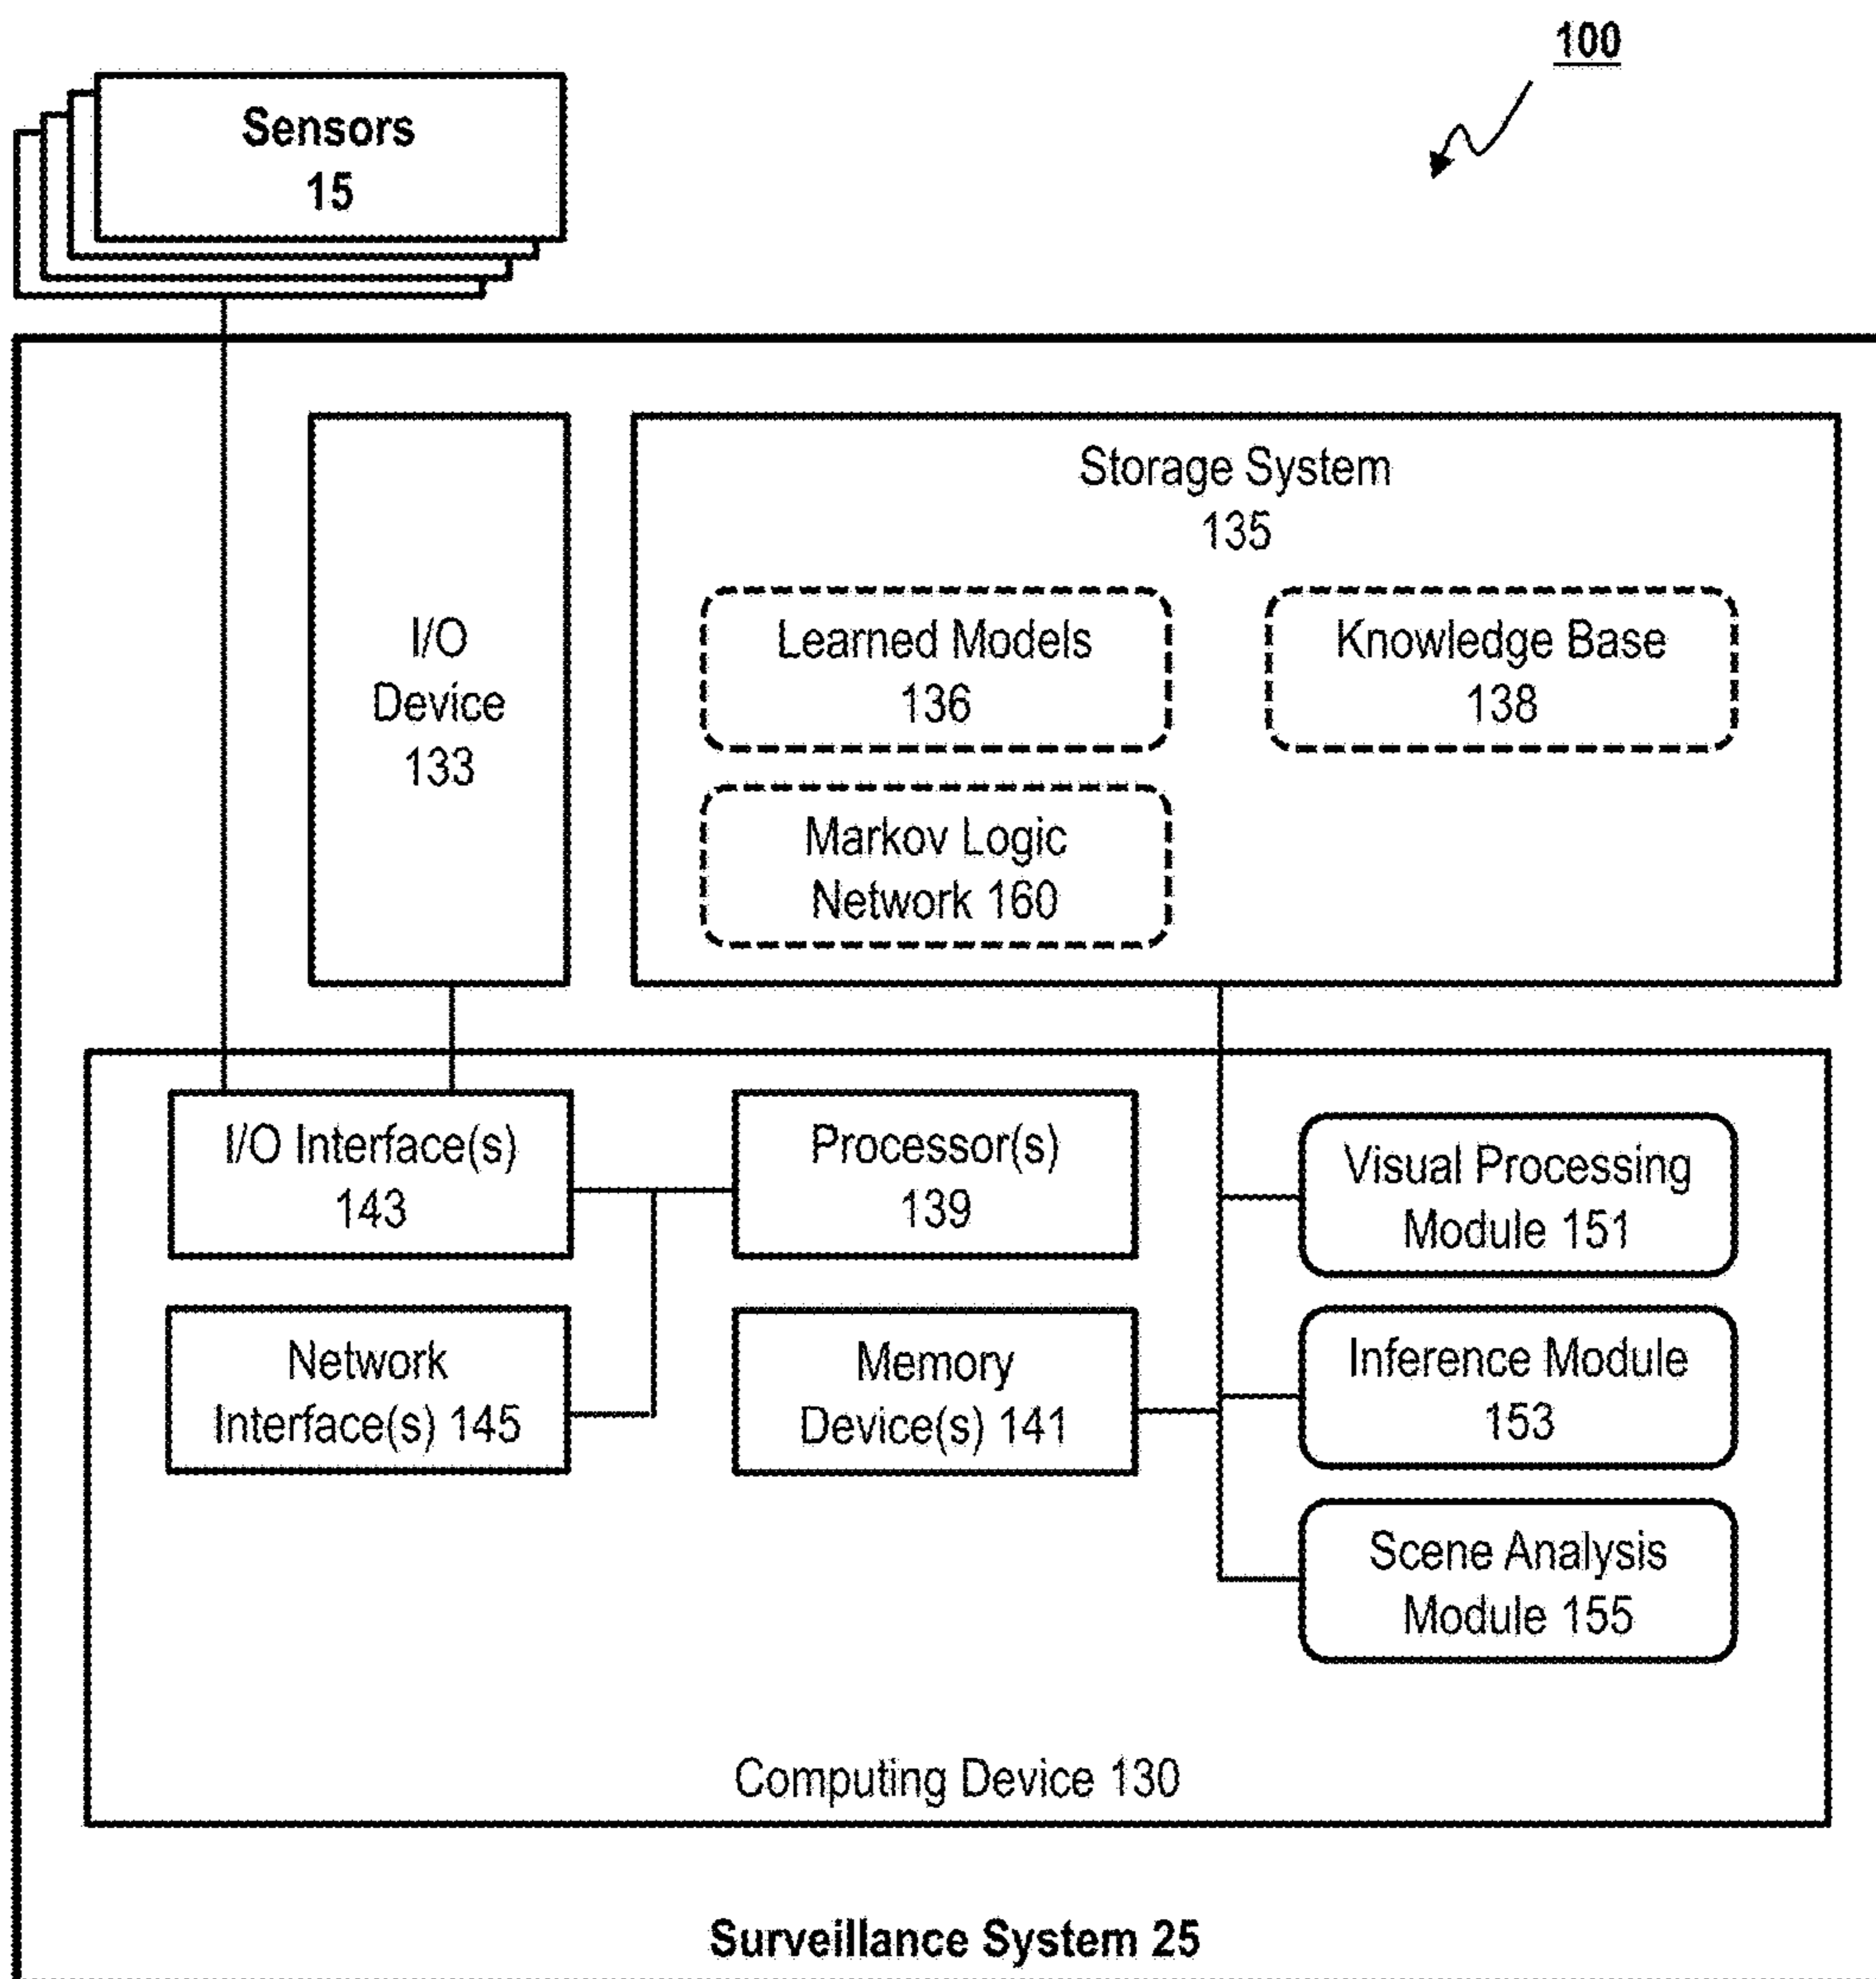 100
Sensors
15
Storage System
135
I/O
Device
133
Learned Models
136
Knowledge Base
138
Markov Logic
Network 160
I/O Interface(s)
143
Processor(s)
139
Visual Processing
Module 151
Network
Interface(s) 145
Memory
Device(s) 141
Inference Module
153
Scene Analysis
Module 155
Computing Device 130
Surveillance System 25